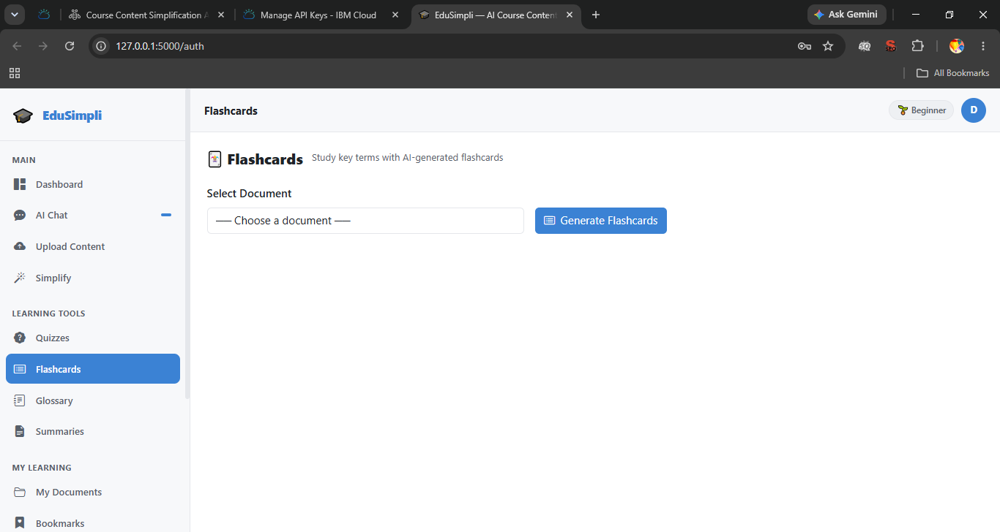 Course Content Simplification A
Manage API Keys - IBM Cloud
EduSimpli — AI Course Conten
Ask Gemini
127.0.0.1:5000/auth
SEO
All Bookmarks
EduSimpli
Flashcards
Beginner
D
MAIN
Dashboard
AI Chat
Upload Content
Simplify
LEARNING TOOLS
Quizzes
Flashcards
Glossary
Summaries
MY LEARNING
My Documents
Bookmarks
Flashcards Study key terms with AI-generated flashcards
Select Document
── Choose a document ──
Generate Flashcards